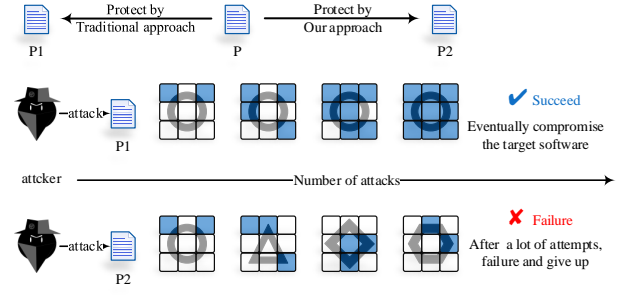 Protect by
Traditional approach
Protect by
Our approach
P1
P
P2
attack
P1
✔ Succeed
Eventually compromise
the target software
attcker
Number of attacks
attack
P2
✘ Failure
After a lot of attempts,
failure and give up